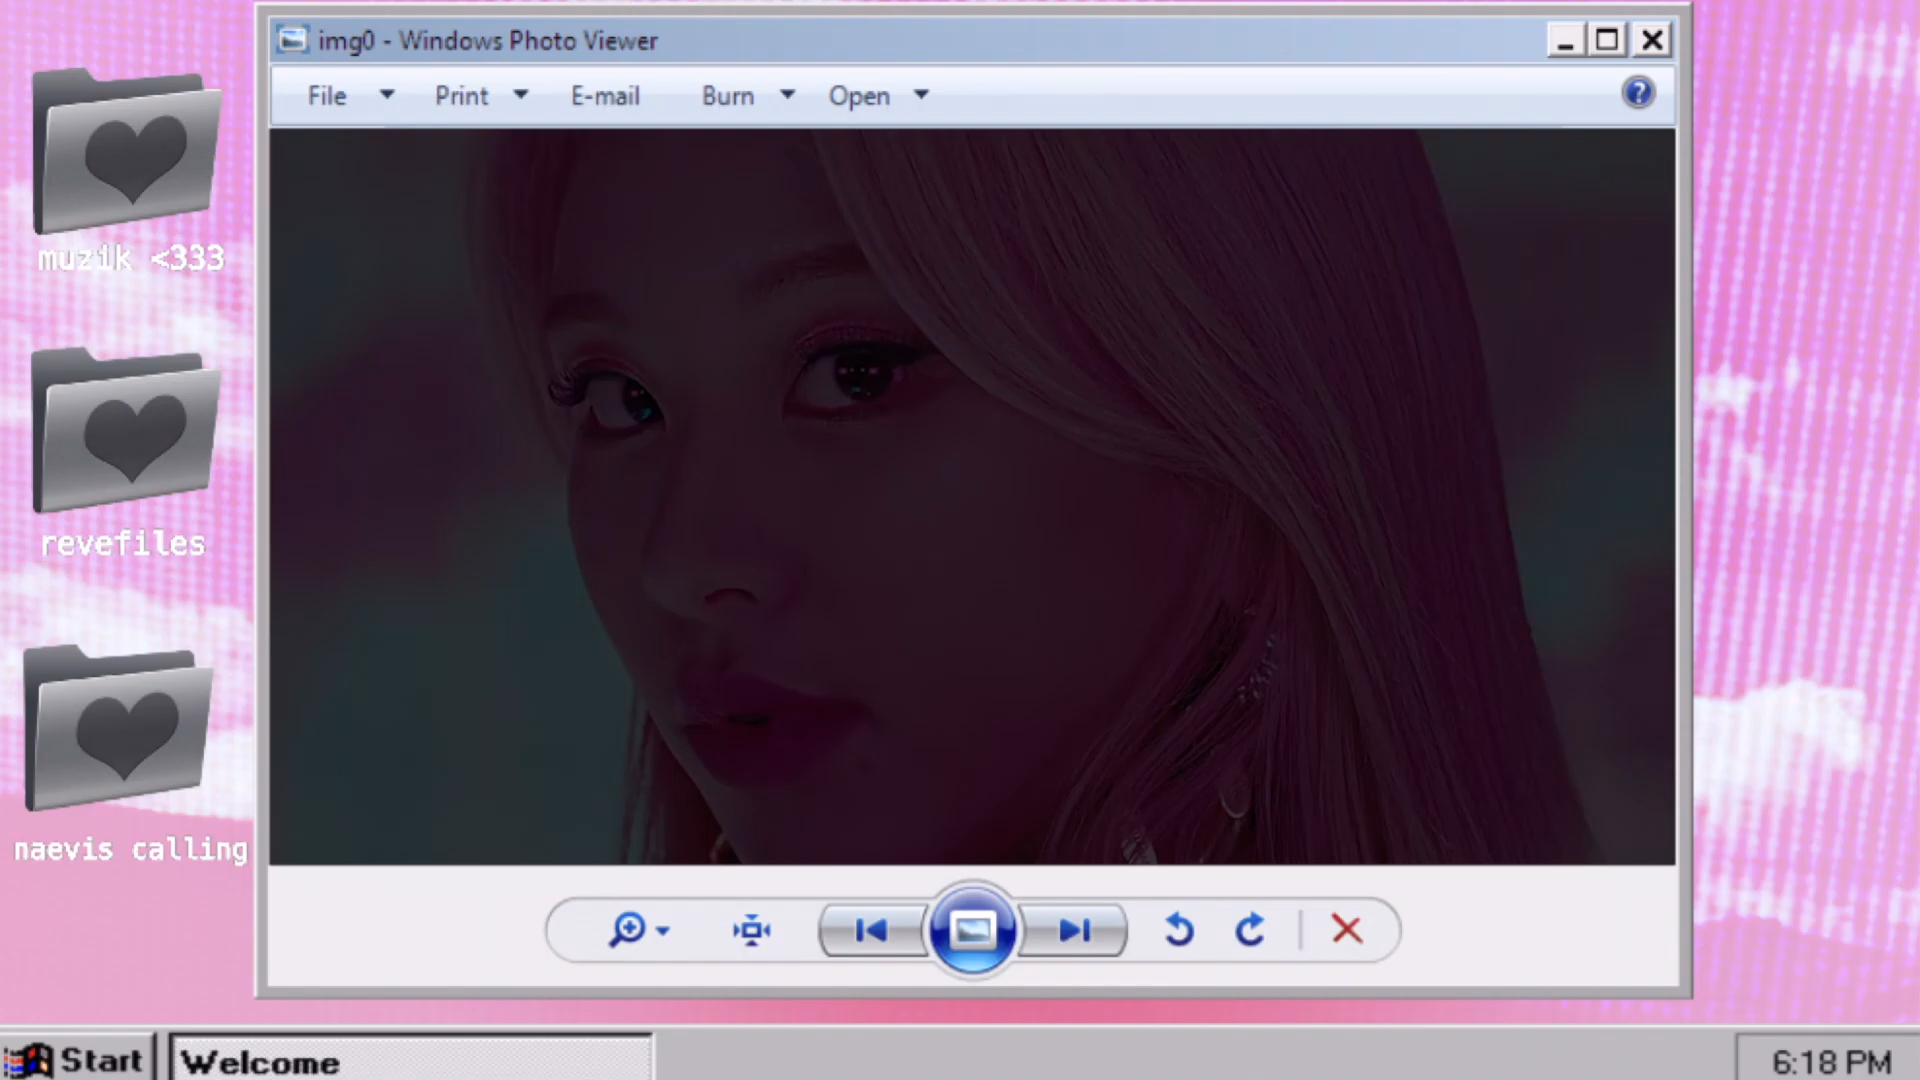 img0 - Windows Photo Viewer
File Print E-mail Burn Open
muzik <333
revefiles
naevis calling
Start Welcome 6:18 PM